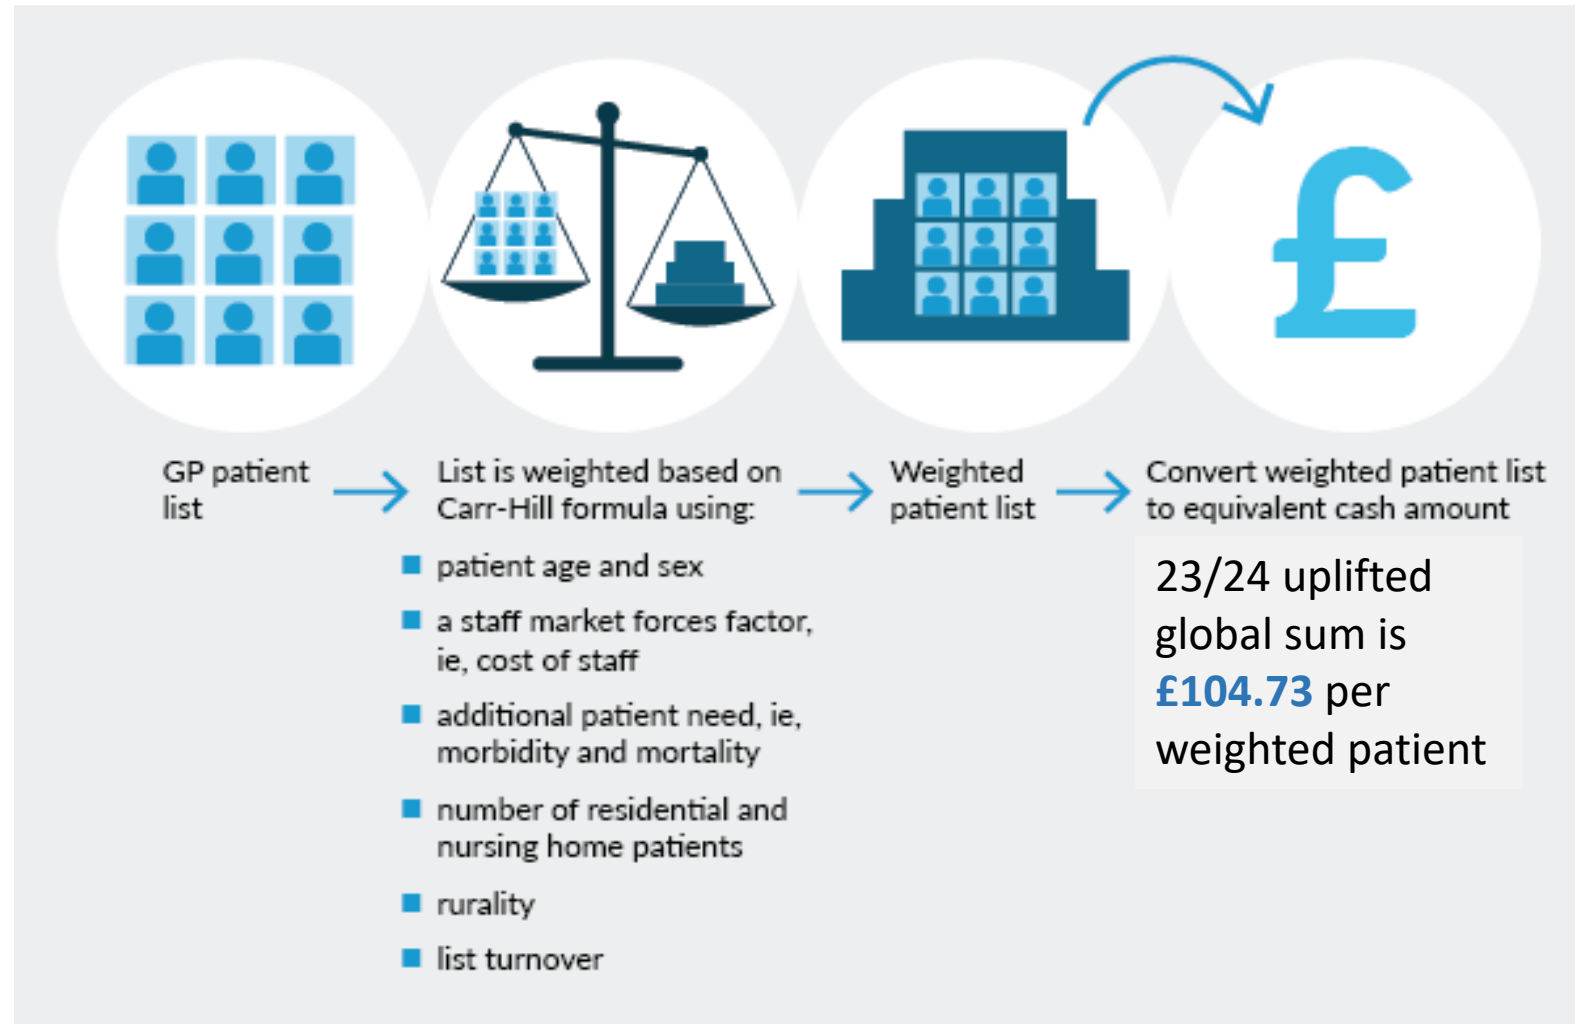 GP patient
list
List is weighted based on
Carr-Hill formula using:
patient age and sex
a staff market forces factor,
ie, cost of staff
additional patient need, ie,
morbidity and mortality
number of residential and
nursing home patients
rurality
list turnover
Weighted
patient list
£
Convert weighted patient list
to equivalent cash amount
23/24 uplifted
global sum is
£104.73 per
weighted patient